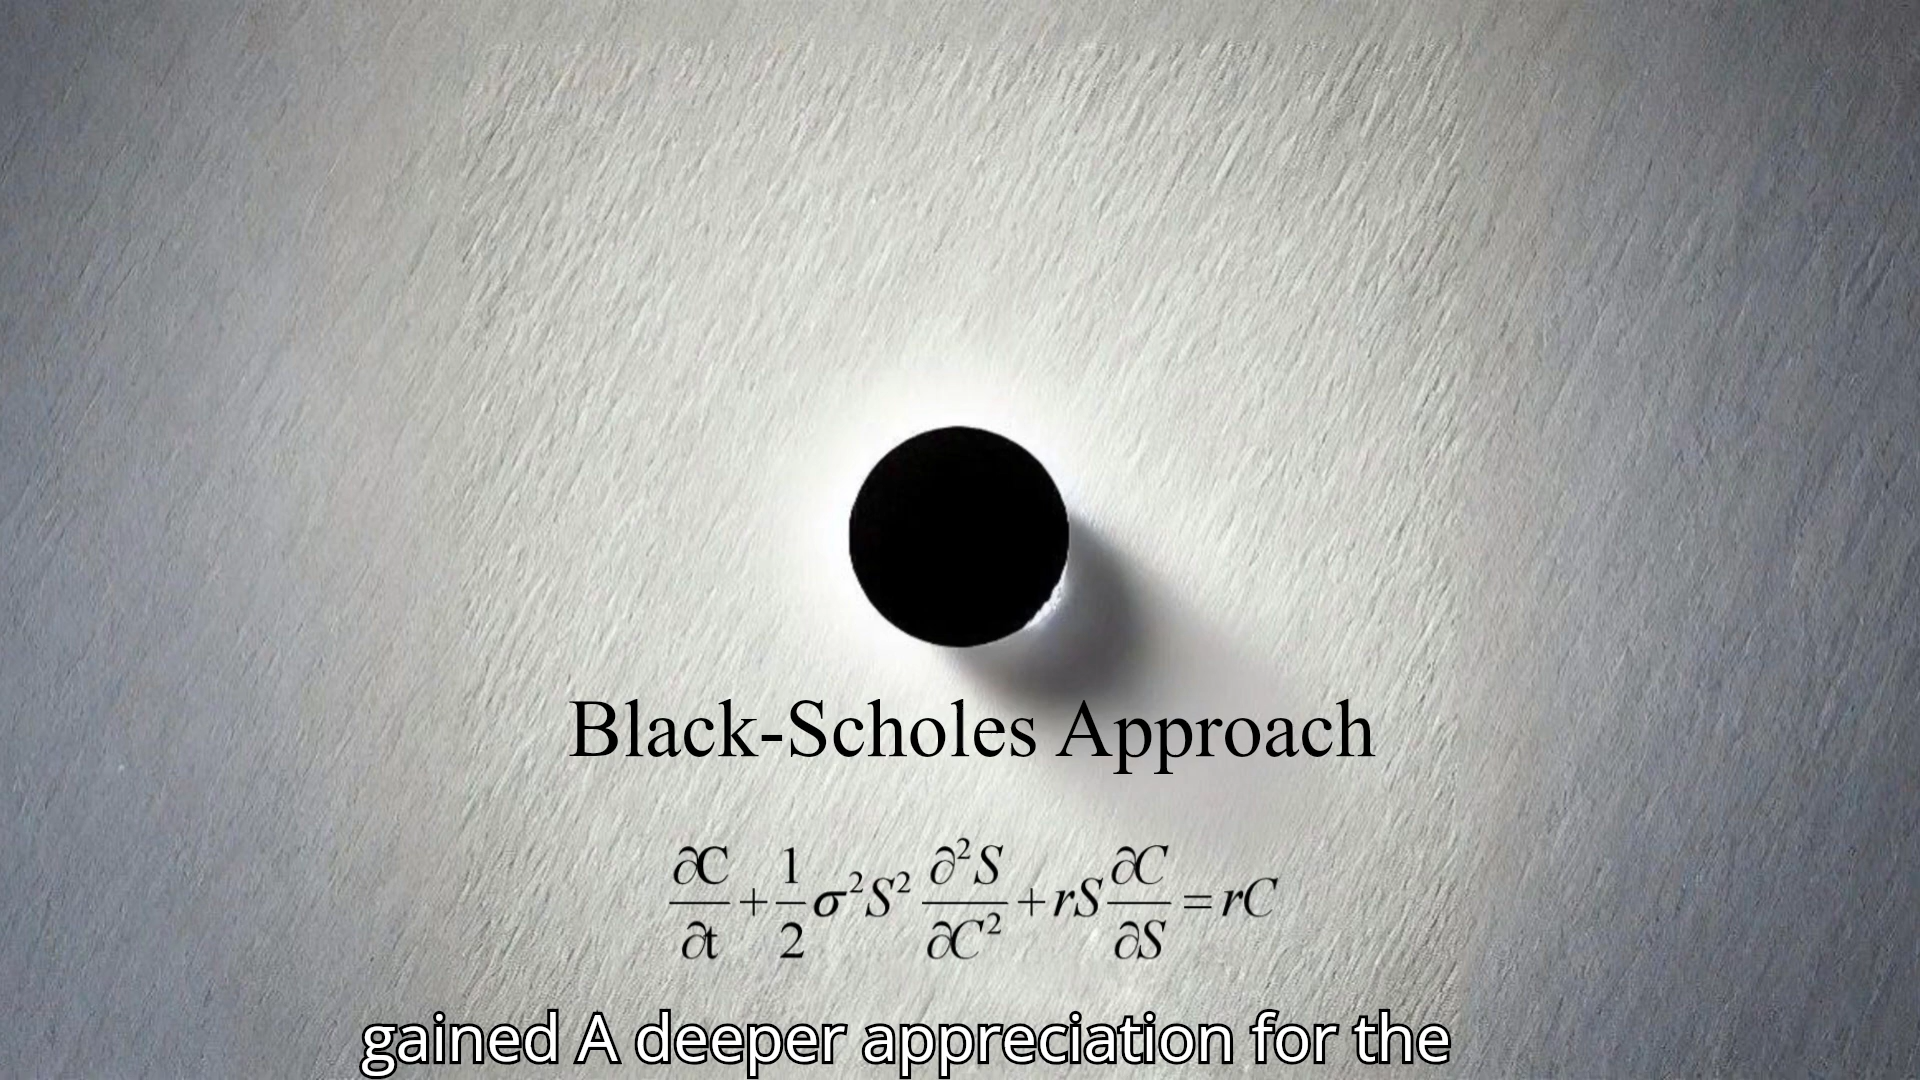 Black-Scholes Approach
∂C/∂t + 1/2 σ²S² ∂²S/∂C² + rS ∂C/∂S = rC
gained A deeper appreciation for the